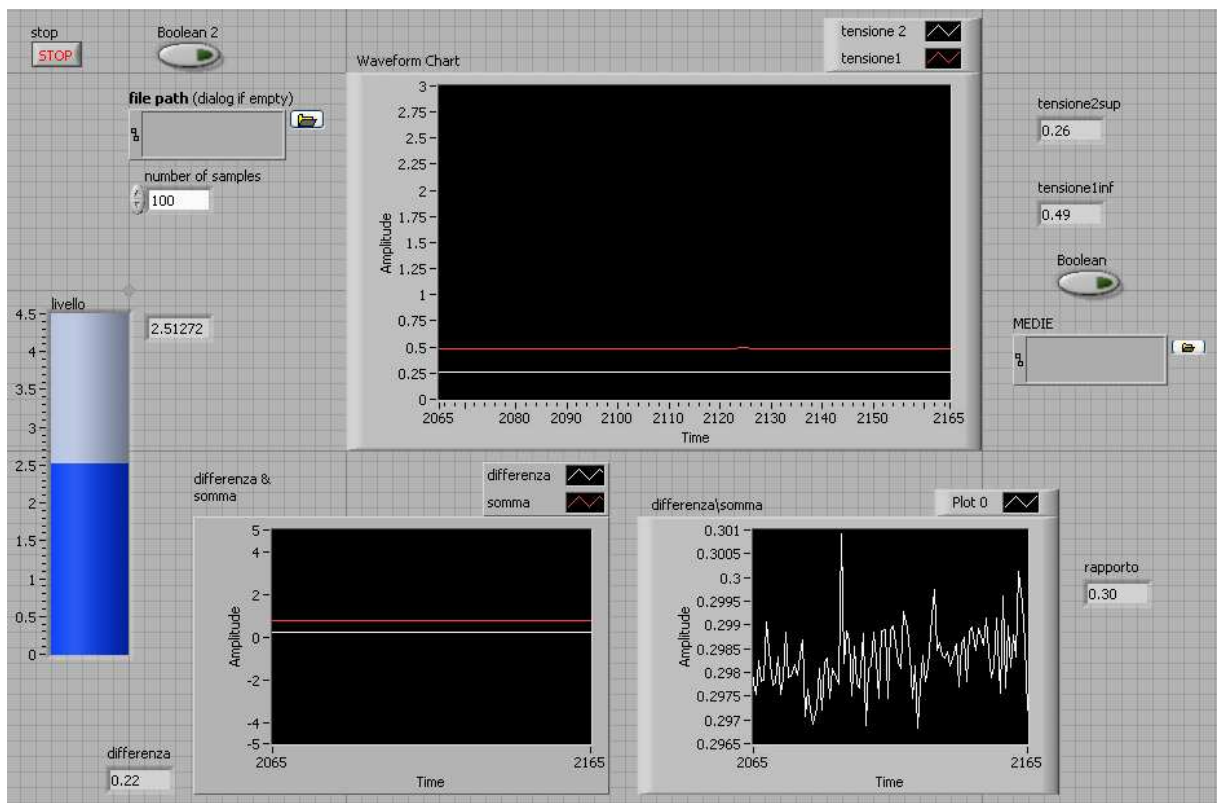 stop
STOP
Boolean 2
file path (dialog if empty)
number of samples
100
Waveform Chart
tensione 2
tensione1
Amplitude
3
2.75
2.5
2.25
2
1.75
1.5
1.25
1
0.75
0.5
0.25
0
2065 2080 2090 2100 2110 2120 2130 2140 2150 2165
Time
tensione2sup
0.26
tensione1inf
0.49
Boolean
MEDIE
livello
2.51272
4.5
4
3.5
3
2.5
2
1.5
1
0.5
0
differenza &
somma
differenza
somma
Amplitude
5
4
2
0
-2
-4
-5
2065 2165
Time
differenza
0.22
differenza\somma
Plot 0
Amplitude
0.301
0.3005
0.3
0.2995
0.299
0.2985
0.298
0.2975
0.297
0.2965
2065 2165
Time
rapporto
0.30